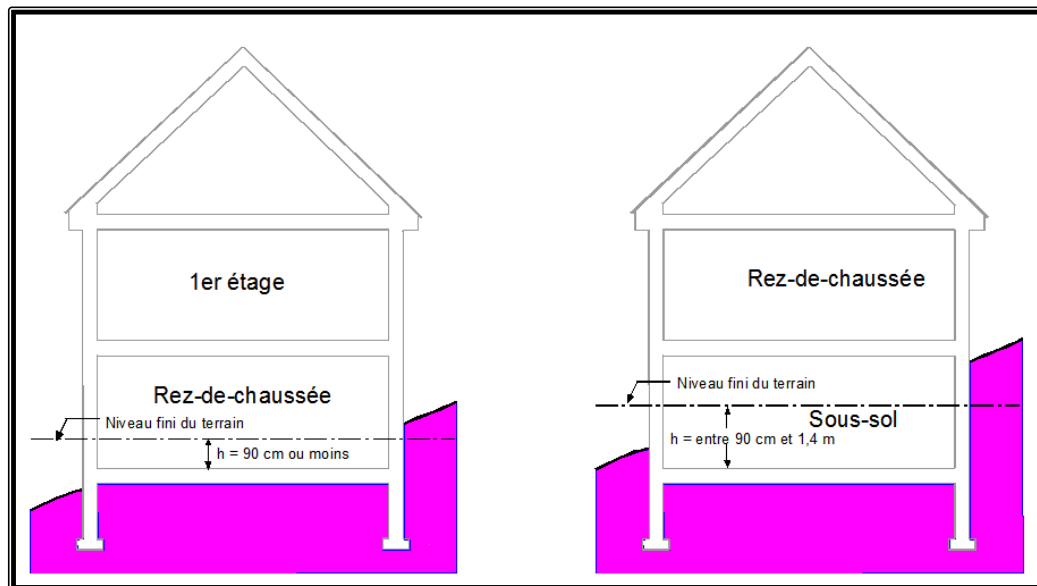 1er étage
Rez-de-chaussée
Niveau fini du terrain
h = 90 cm ou moins
Rez-de-chaussée
Niveau fini du terrain
Sous-sol
h = entre 90 cm et 1,4 m